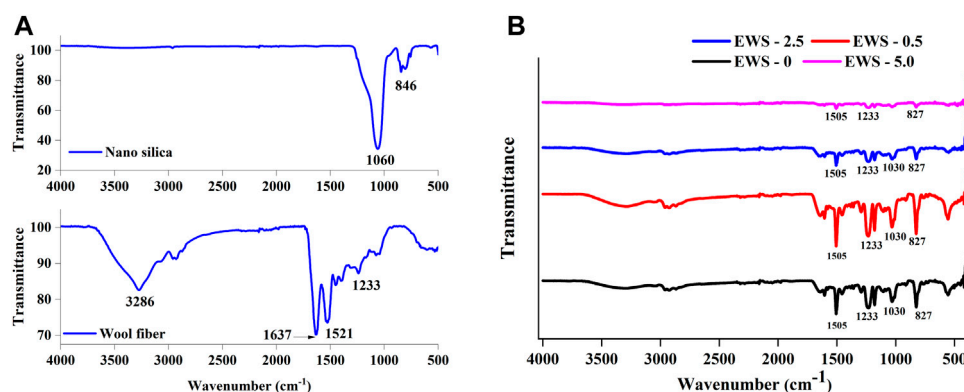 A
Transmittance
100
80
60
40
20
846
1060
Nano silica
4000 3500 3000 2500 2000 1500 1000 500
Transmittance
100
90
80
70
3286
1233
1637 1521
Wool fiber
4000 3500 3000 2500 2000 1500 1000 500
Wavenumber (cm-1)
B
EWS - 2.5 EWS - 0.5
EWS - 0 EWS - 5.0
Transmittance
1505 1233 827
1505 1233 1030 827
1505 1233 1030 827
1505 1233 1030 827
4000 3500 3000 2500 2000 1500 1000 500
Wavenumber (cm-1)